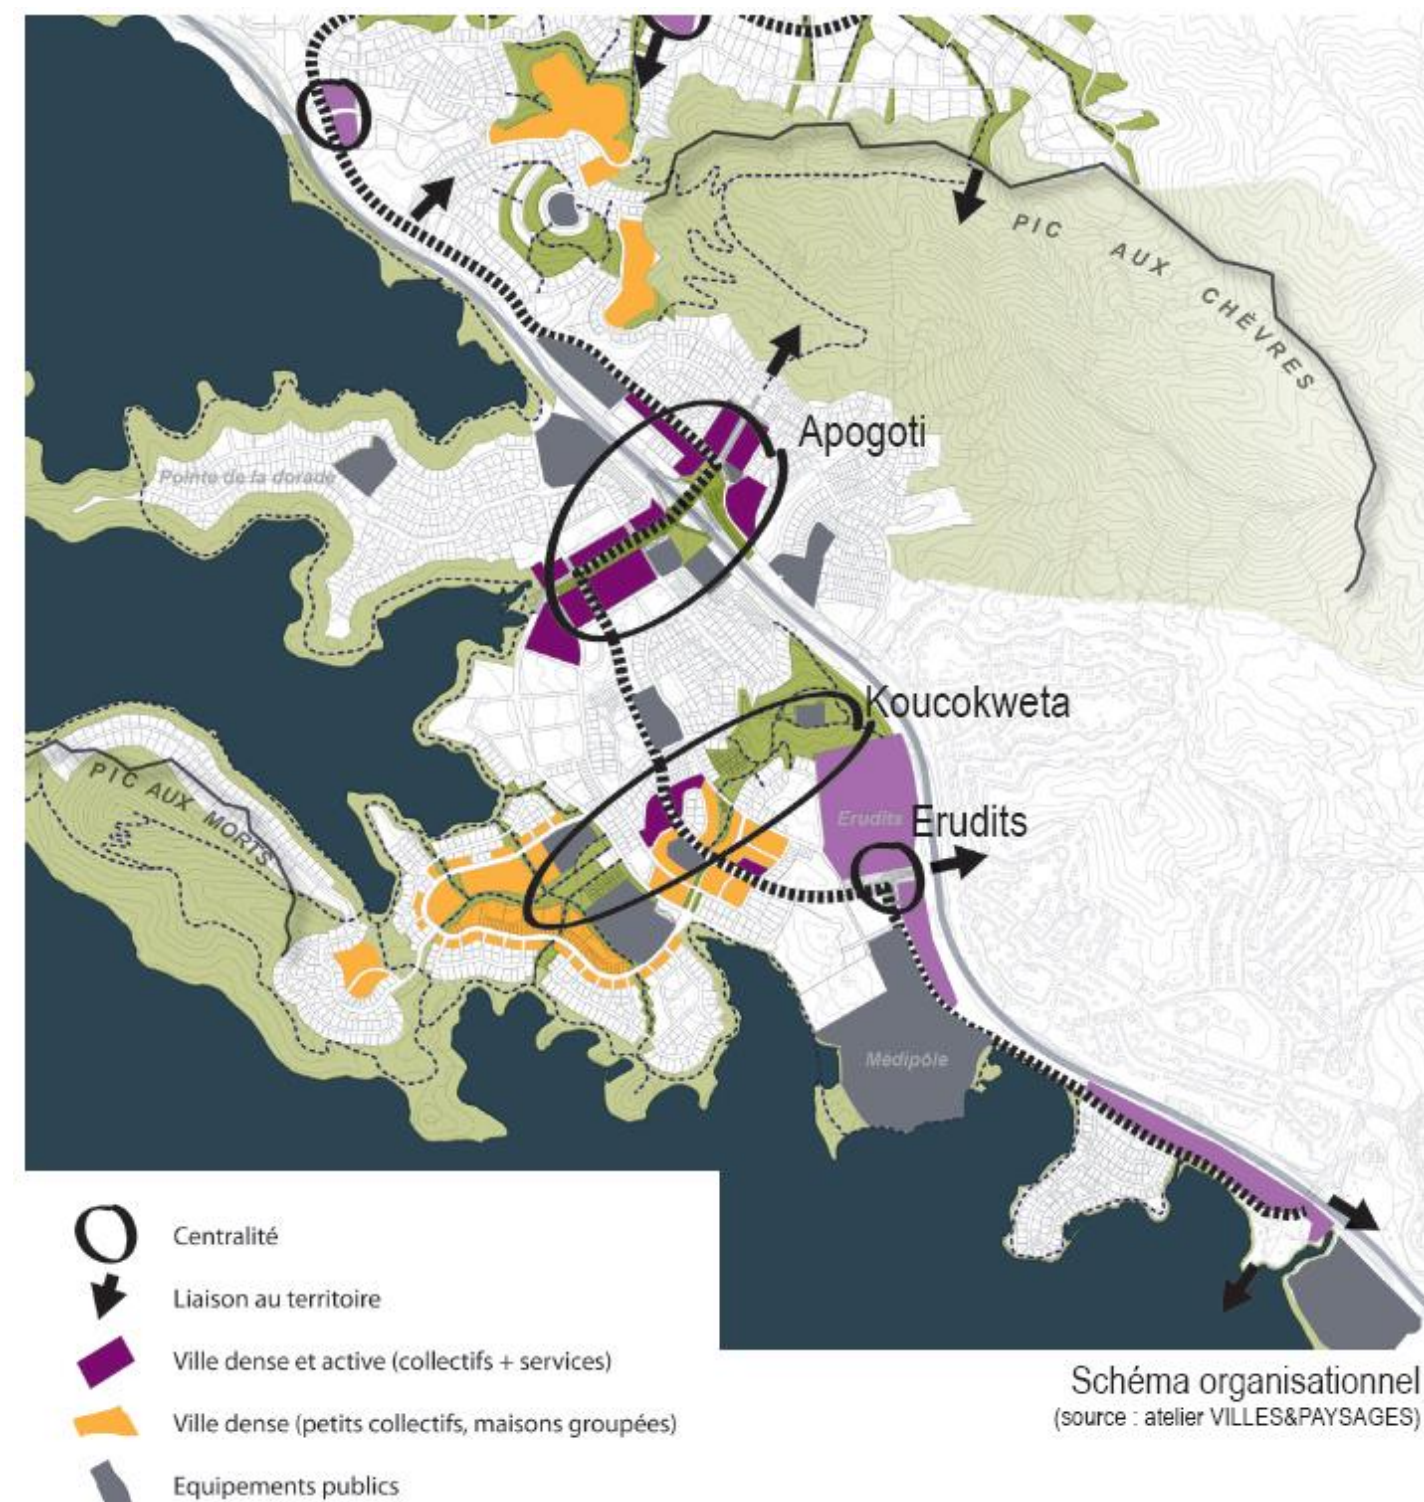 PIC AUX CHÈVRES
Apogoti
Pointe de la dorade
Koucokweta
PIC AUX MORTS
Erudits
Erudits
Médipôle
Centralité
Liaison au territoire
Ville dense et active (collectifs + services)
Ville dense (petits collectifs, maisons groupées)
Equipements publics
Schéma organisationnel
(source : atelier VILLES&PAYSAGES)